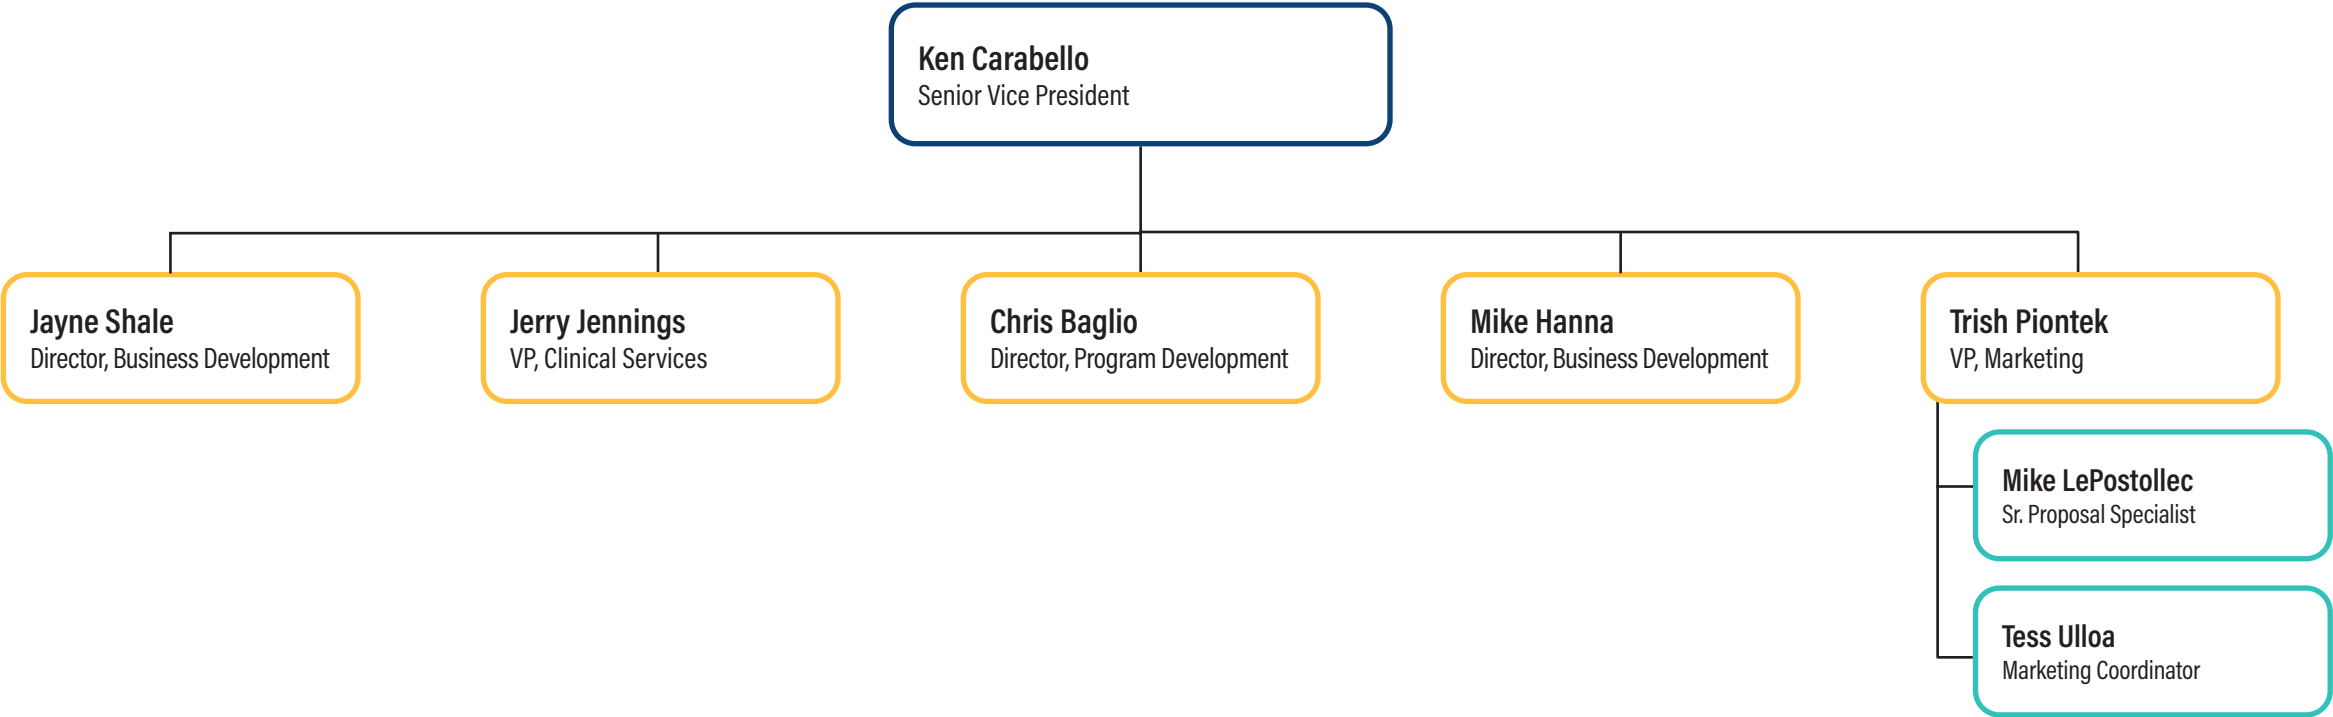 Ken Carabello
Senior Vice President
Jayne Shale
Director, Business Development
Jerry Jennings
VP, Clinical Services
Chris Baglio
Director, Program Development
Mike Hanna
Director, Business Development
Trish Piontek
VP, Marketing
Mike LePostollec
Sr. Proposal Specialist
Tess Ulloa
Marketing Coordinator